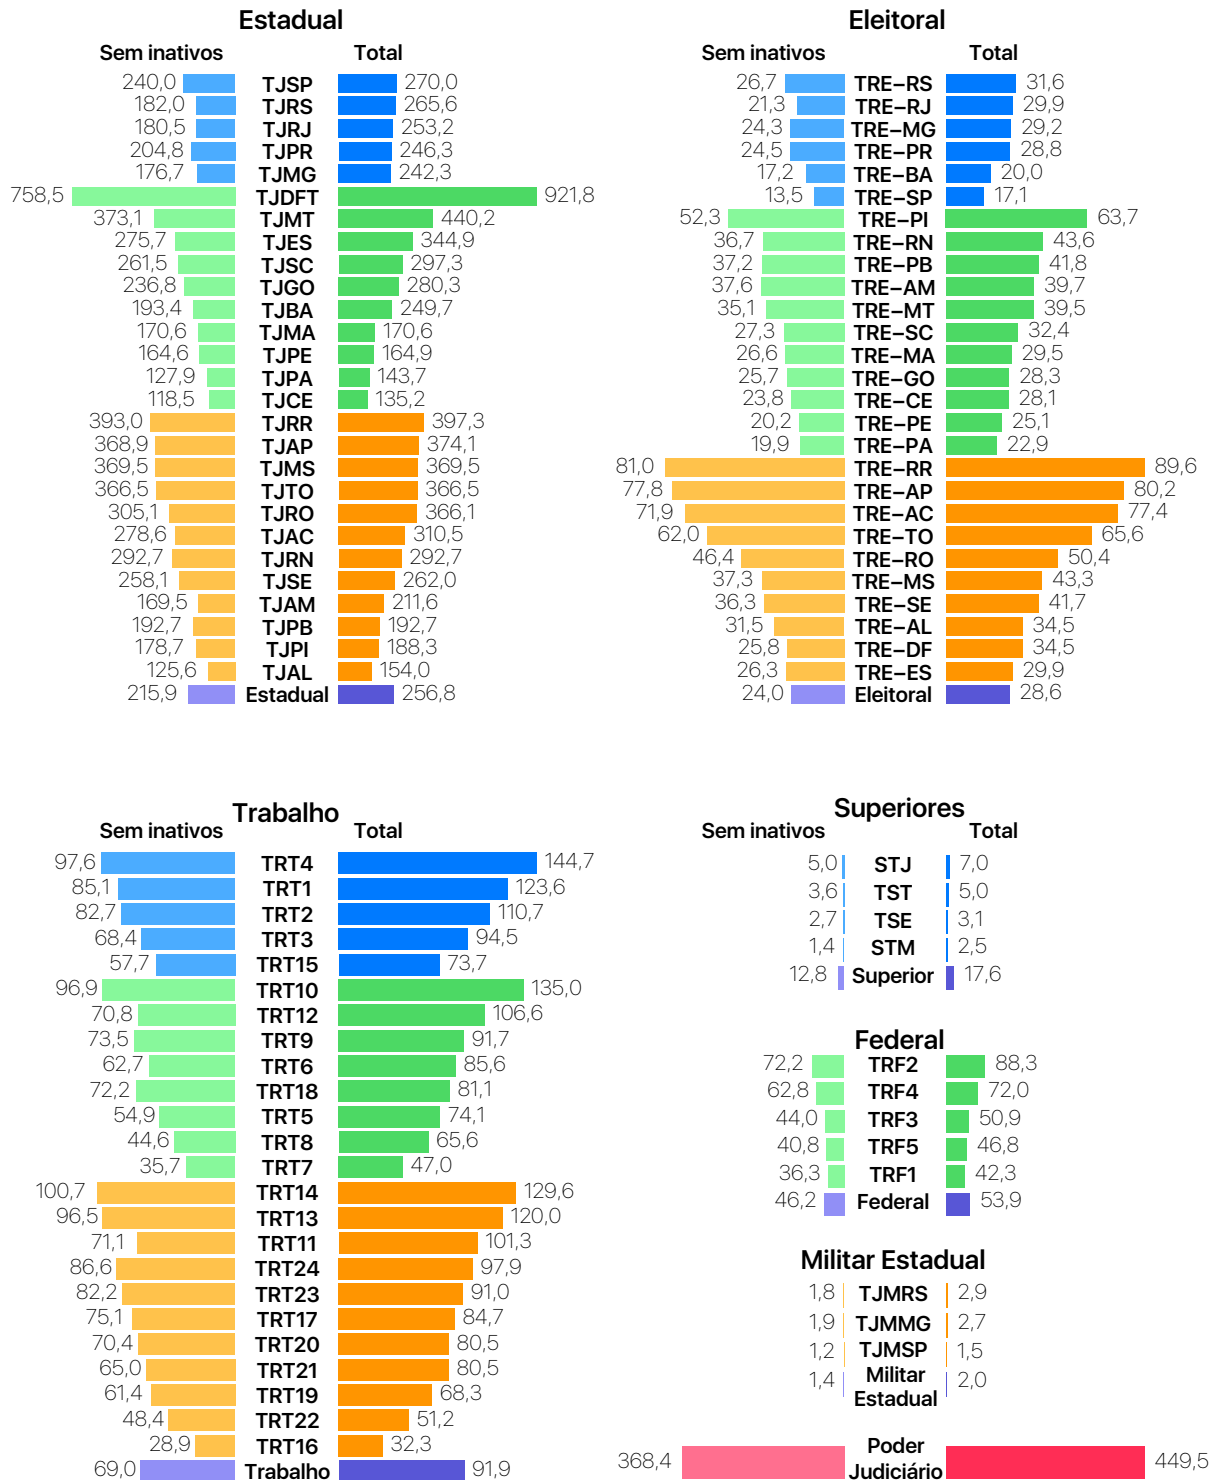 Estadual
Sem inativos Total
240,0 TJSP 270,0
182,0 TJRS 265,6
180,5 TJRJ 253,2
204,8 TJPR 246,3
176,7 TJMG 242,3
758,5 TJDFT 921,8
373,1 TJMT 440,2
275,7 TJES 344,9
261,5 TJSC 297,3
236,8 TJGO 280,3
193,4 TJBA 249,7
170,6 TJMA 170,6
164,6 TJPE 164,9
127,9 TJPA 143,7
118,5 TJCE 135,2
393,0 TJRR 397,3
368,9 TJAP 374,1
369,5 TJMS 369,5
366,5 TJTO 366,5
305,1 TJRO 366,1
278,6 TJAC 310,5
292,7 TJRN 292,7
258,1 TJSE 262,0
169,5 TJAM 211,6
192,7 TJPB 192,7
178,7 TJPI 188,3
125,6 TJAL 154,0
215,9 Estadual 256,8
Eleitoral
Sem inativos Total
26,7 TRE–RS 31,6
21,3 TRE–RJ 29,9
24,3 TRE–MG 29,2
24,5 TRE–PR 28,8
17,2 TRE–BA 20,0
13,5 TRE–SP 17,1
52,3 TRE–PI 63,7
36,7 TRE–RN 43,6
37,2 TRE–PB 41,8
37,6 TRE–AM 39,7
35,1 TRE–MT 39,5
27,3 TRE–SC 32,4
26,6 TRE–MA 29,5
25,7 TRE–GO 28,3
23,8 TRE–CE 28,1
20,2 TRE–PE 25,1
19,9 TRE–PA 22,9
81,0 TRE–RR 89,6
77,8 TRE–AP 80,2
71,9 TRE–AC 77,4
62,0 TRE–TO 65,6
46,4 TRE–RO 50,4
37,3 TRE–MS 43,3
36,3 TRE–SE 41,7
31,5 TRE–AL 34,5
25,8 TRE–DF 34,5
26,3 TRE–ES 29,9
24,0 Eleitoral 28,6
Trabalho
Sem inativos Total
97,6 TRT4 144,7
85,1 TRT1 123,6
82,7 TRT2 110,7
68,4 TRT3 94,5
57,7 TRT15 73,7
96,9 TRT10 135,0
70,8 TRT12 106,6
73,5 TRT9 91,7
62,7 TRT6 85,6
72,2 TRT18 81,1
54,9 TRT5 74,1
44,6 TRT8 65,6
35,7 TRT7 47,0
100,7 TRT14 129,6
96,5 TRT13 120,0
71,1 TRT11 101,3
86,6 TRT24 97,9
82,2 TRT23 91,0
75,1 TRT17 84,7
70,4 TRT20 80,5
65,0 TRT21 80,5
61,4 TRT19 68,3
48,4 TRT22 51,2
28,9 TRT16 32,3
69,0 Trabalho 91,9
Superiores
Sem inativos Total
5,0 STJ 7,0
3,6 TST 5,0
2,7 TSE 3,1
1,4 STM 2,5
12,8 Superior 17,6
Federal
72,2 TRF2 88,3
62,8 TRF4 72,0
44,0 TRF3 50,9
40,8 TRF5 46,8
36,3 TRF1 42,3
46,2 Federal 53,9
Militar Estadual
1,8 TJMRS 2,9
1,9 TJMMG 2,7
1,2 TJMSP 1,5
1,4 Militar 2,0
Estadual
Poder
368,4 Judiciário 449,5